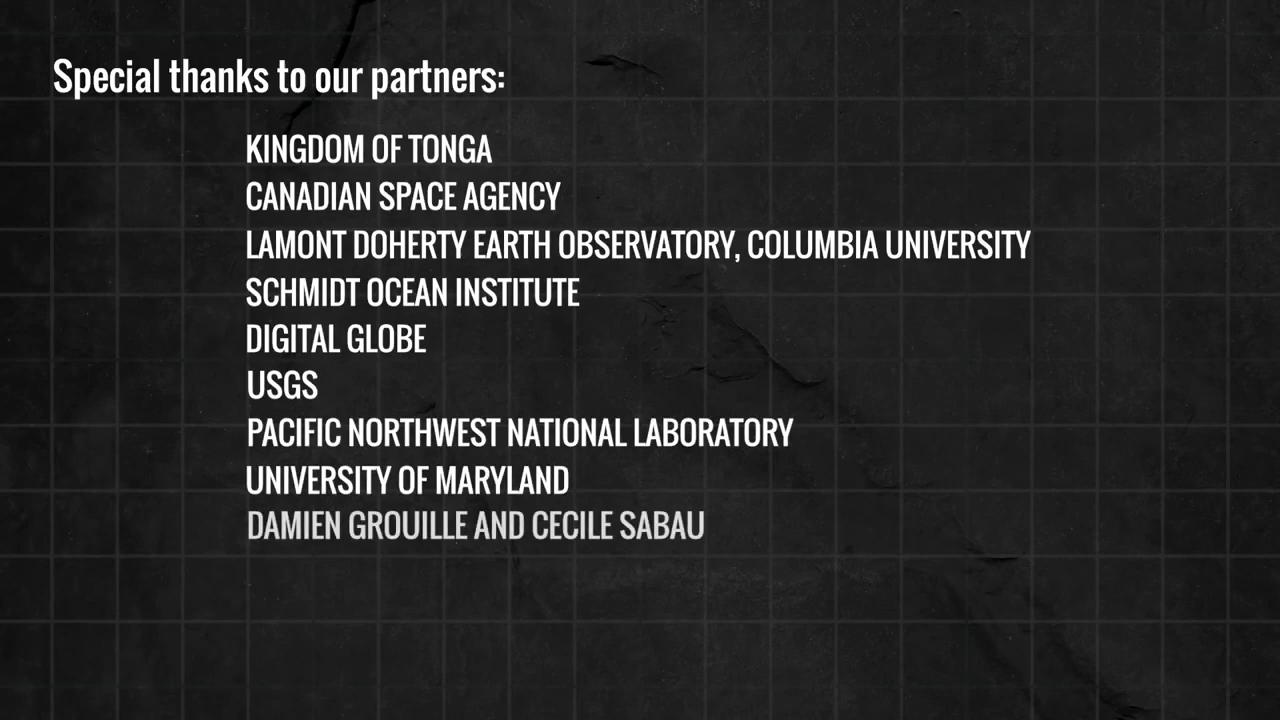 Special thanks to our partners:
KINGDOM OF TONGA
CANADIAN SPACE AGENCY
LAMONT DOHERTY EARTH OBSERVATORY, COLUMBIA UNIVERSITY
SCHMIDT OCEAN INSTITUTE
DIGITAL GLOBE
USGS
PACIFIC NORTHWEST NATIONAL LABORATORY
UNIVERSITY OF MARYLAND
DAMIEN GROUILLE AND CECILE SABAU